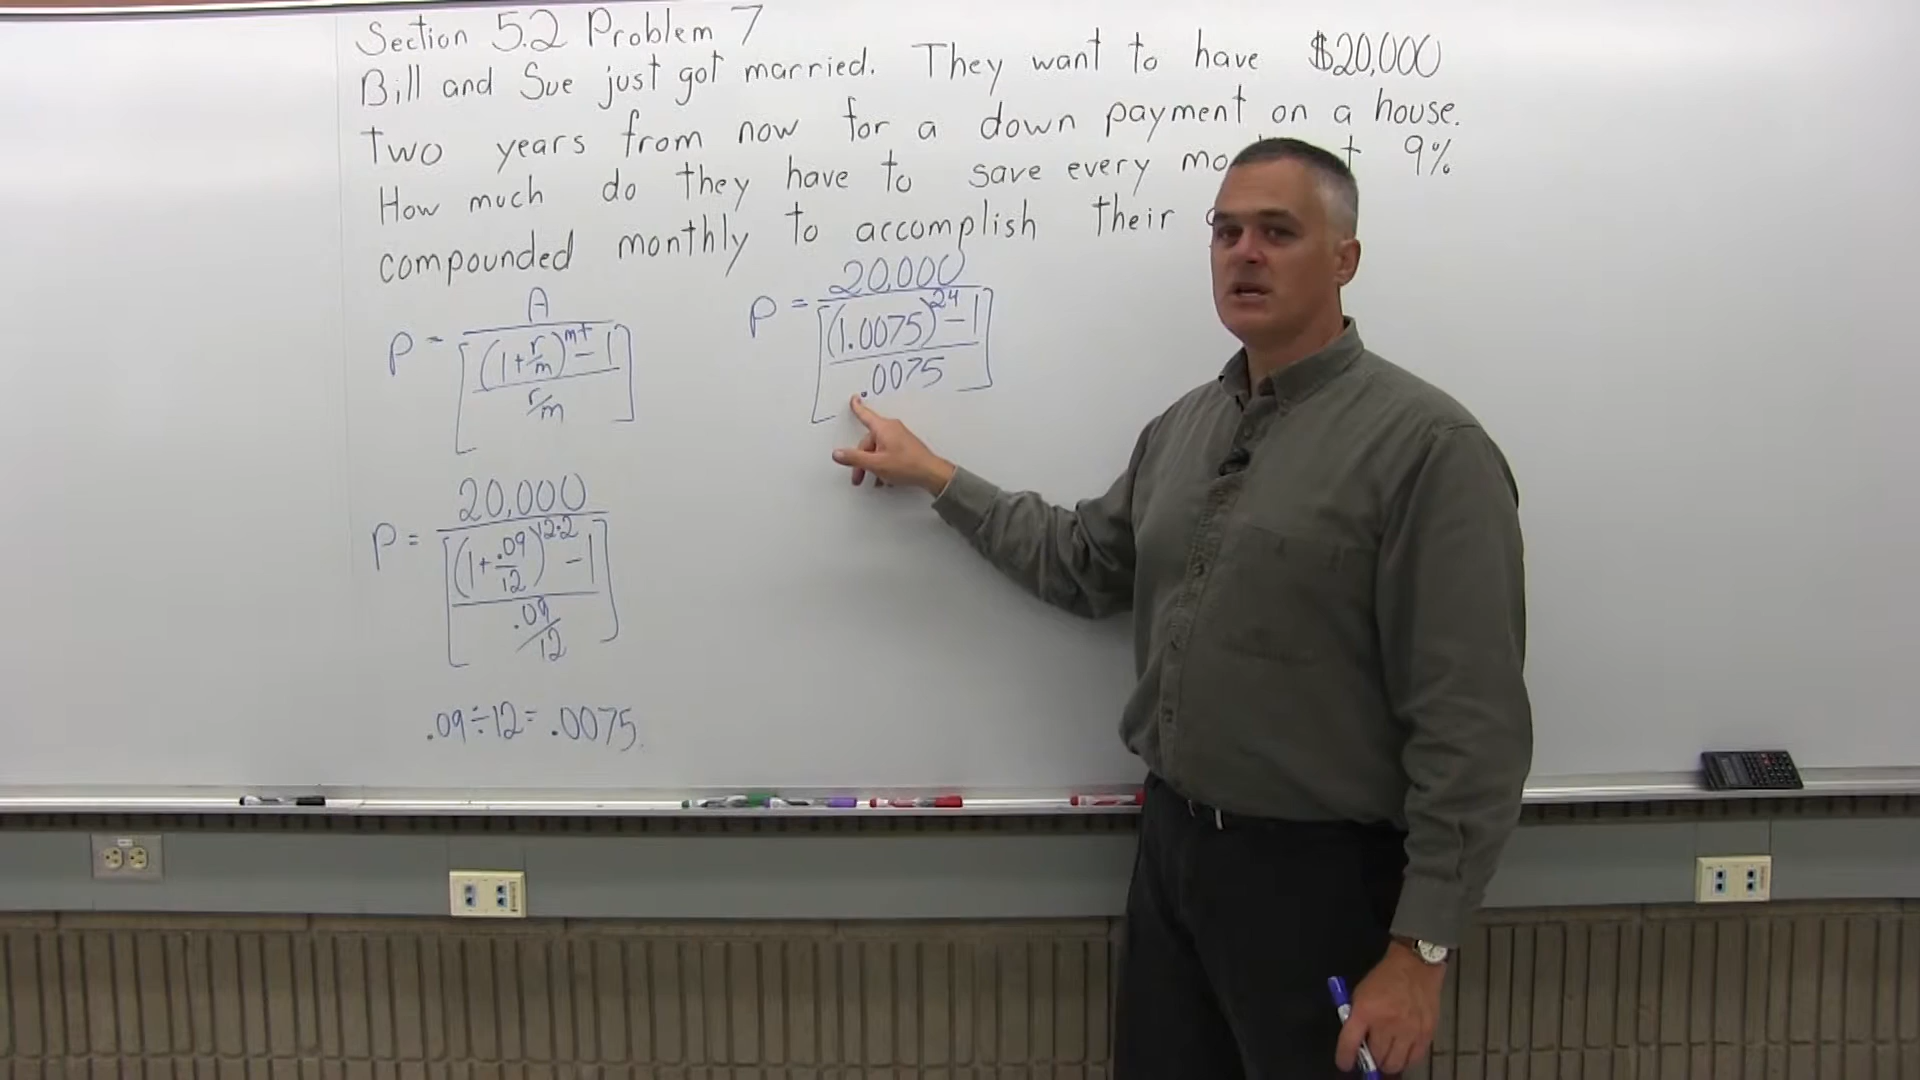 Section 5.2 Problem 7
Bill and Sue just got married. They want to have $20,000
two years from now for a down payment on a house.
How much do they have to save every 9%
compounded monthly to accomplish their
P = A / [((1+r/m)^mt - 1) / (r/m)]
P = 20,000 / [((1+.09/12)^12·2 - 1) / (.09/12)]
.09÷12= .0075
P = 20,000 / [((1.0075)^24 - 1) / .0075]